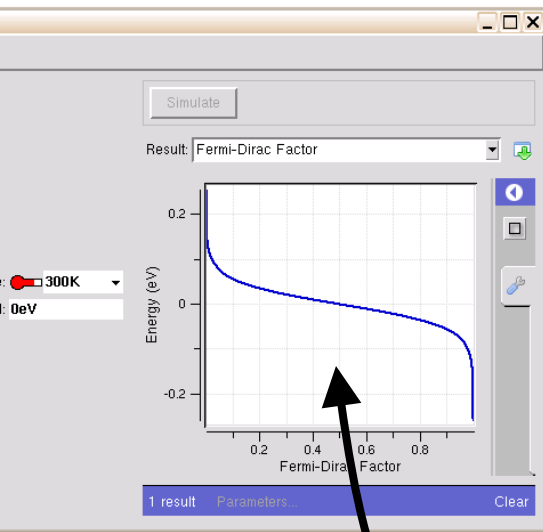 Simulate
Result: Fermi-Dirac Factor
e: 300K
l: 0eV
0.2
0
-0.2
Energy (eV)
0.2 0.4 0.6 0.8
Fermi-Dirac Factor
1 result Parameters... Clear